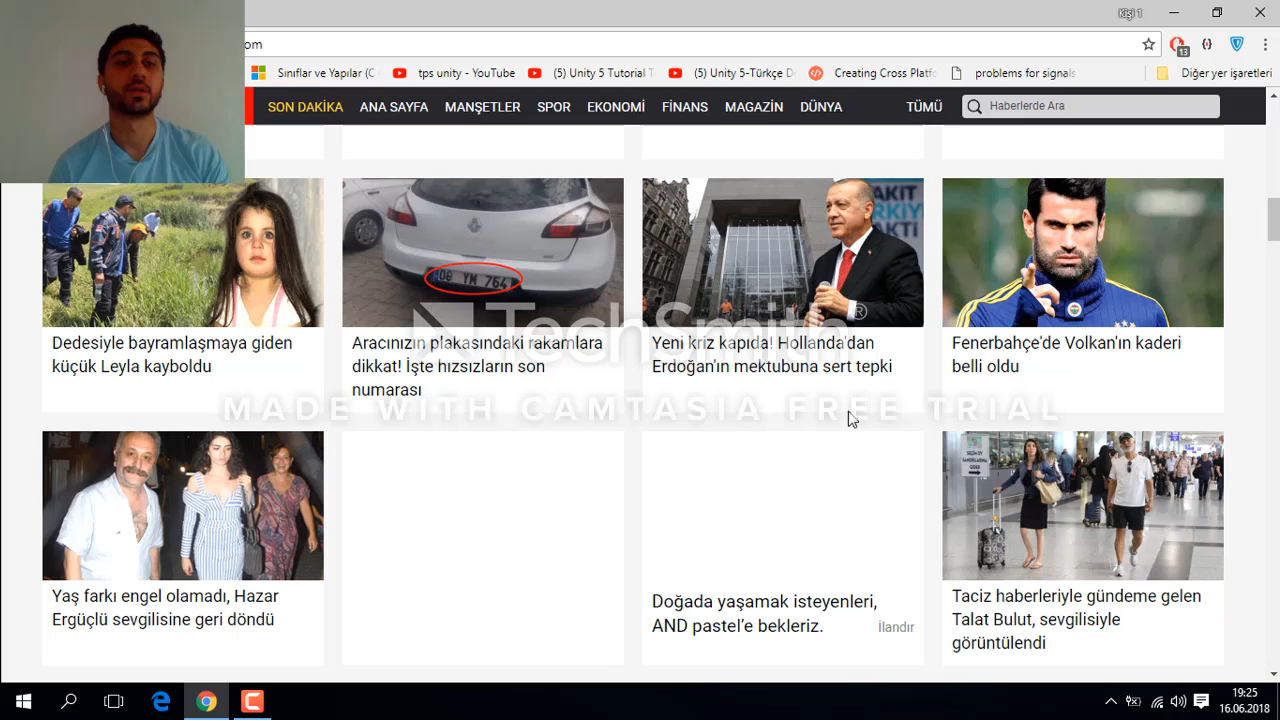 Kişi 1
om
13
Sınıflar ve Yapılar (C
tps unity - YouTube
(5) Unity 5 Tutorial T
(5) Unity 5-Türkçe D
Creating Cross Platf
problems for signals
Diğer yer işaretleri
SON DAKİKA
ANA SAYFA
MANŞETLER
SPOR
EKONOMİ
FİNANS
MAGAZİN
DÜNYA
TÜMÜ
Haberlerde Ara
08 YM 764
Dedesiyle bayramlaşmaya giden
küçük Leyla kayboldu
Aracınızın plakasındaki rakamlara
dikkat! İşte hızsızların son
numarası
Yeni kriz kapıda! Hollanda'dan
Erdoğan'ın mektubuna sert tepki
Fenerbahçe'de Volkan'ın kaderi
belli oldu
TechSmith®
MADE WITH CAMTASIA FREE TRIAL
Yaş farkı engel olamadı, Hazar
Ergüçlü sevgilisine geri döndü
Doğada yaşamak isteyenleri,
AND pastel’e bekleriz.
İlandır
Taciz haberleriyle gündeme gelen
Talat Bulut, sevgilisiyle
görüntülendi
19:25
16.06.2018